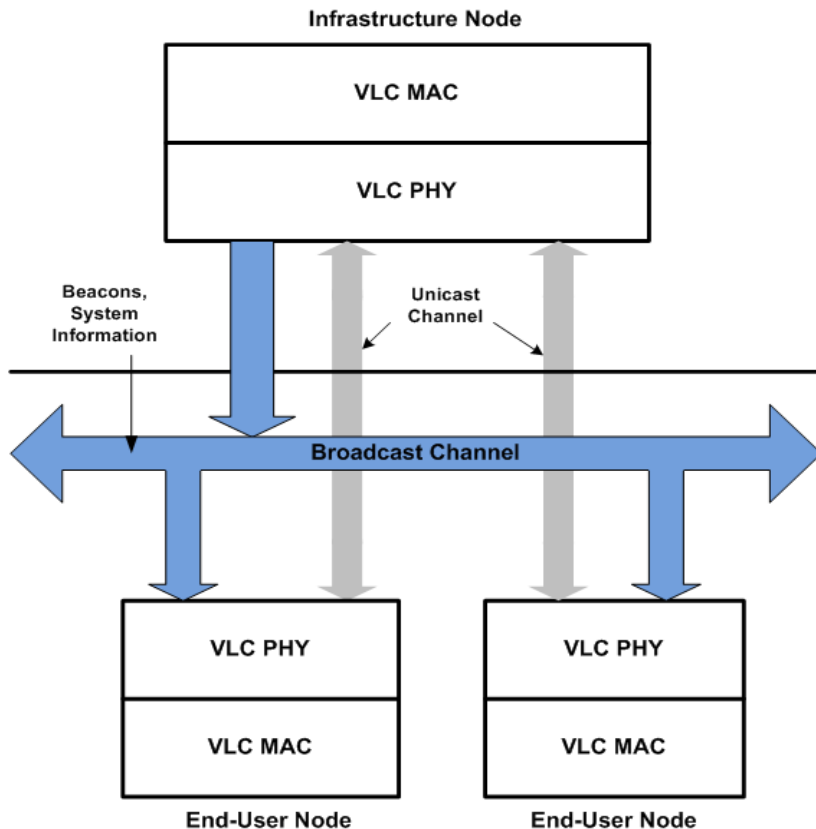 Infrastructure Node
VLC MAC
VLC PHY
Beacons,
System
Information
Unicast
Channel
Broadcast Channel
VLC PHY
VLC MAC
End-User Node
VLC PHY
VLC MAC
End-User Node